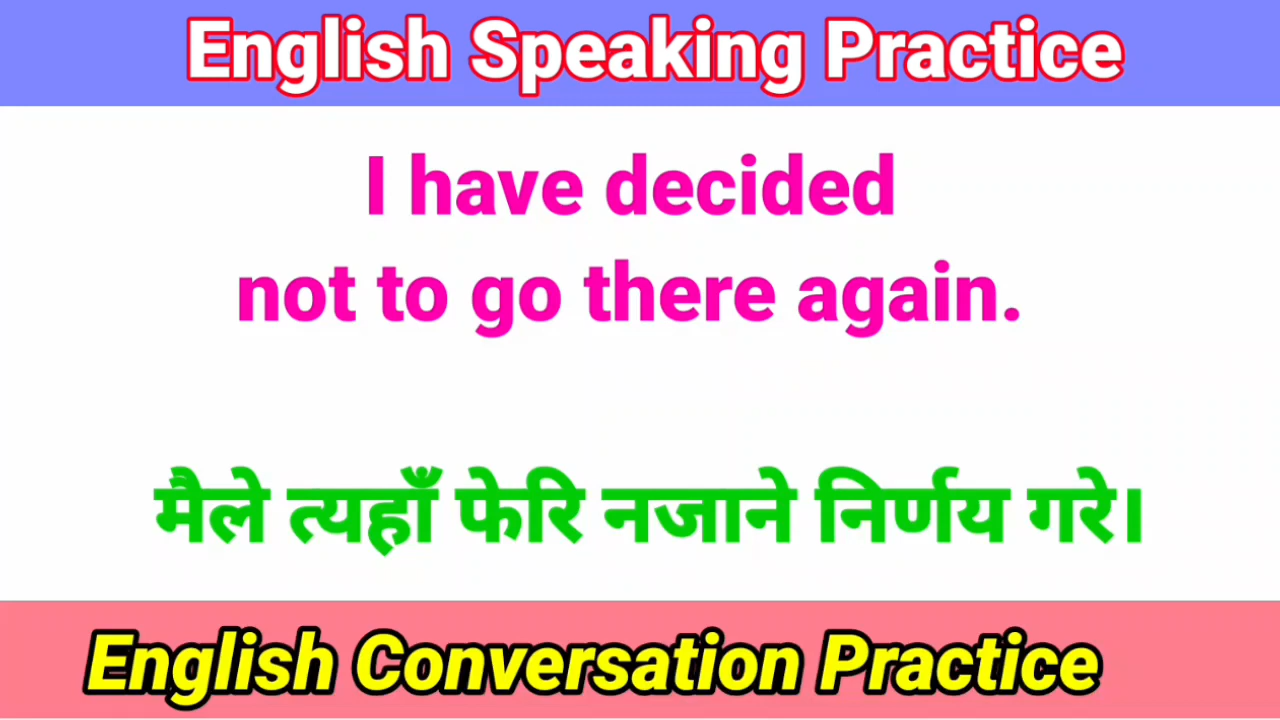 English Speaking Practice
I have decided
not to go there again.
मैले त्यहाँ फेरि नजाने निर्णय गरे।
English Conversation Practice